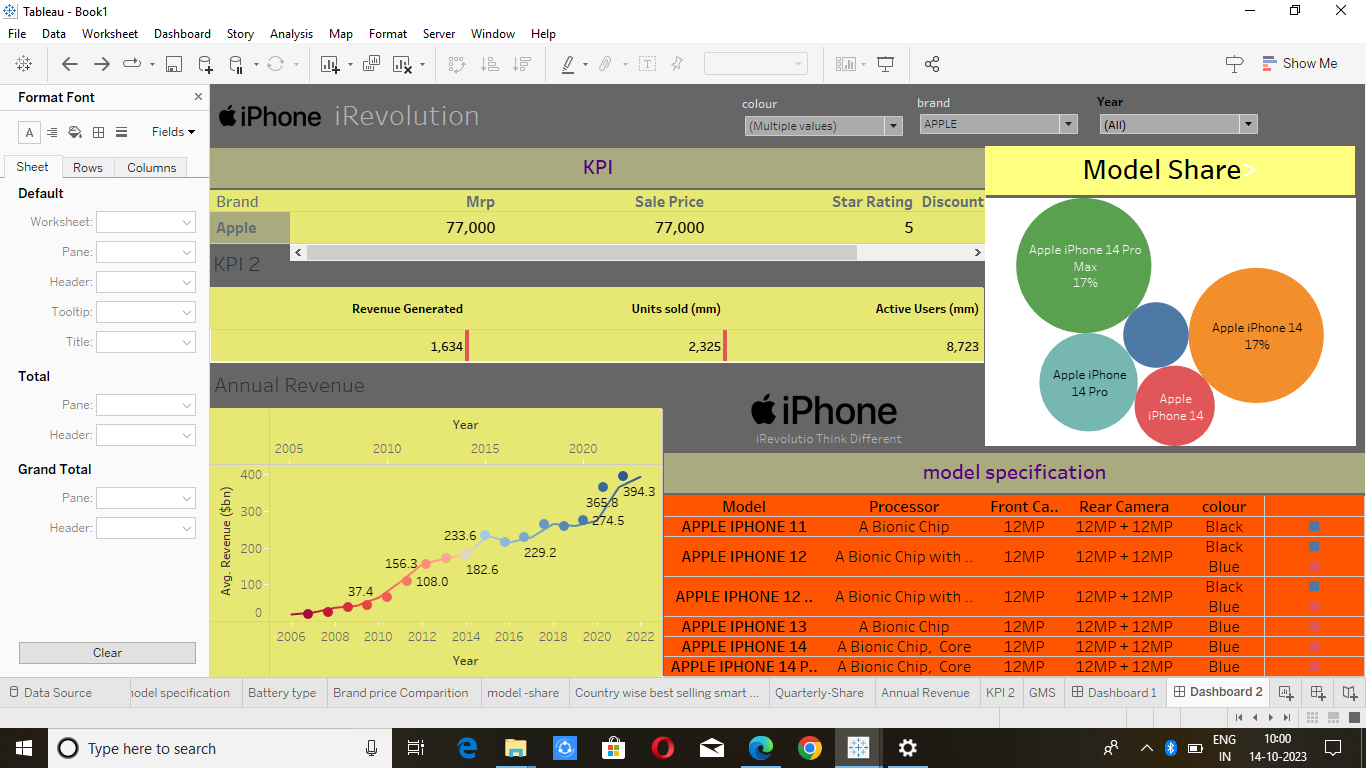 Tableau - Book1
File Data Worksheet Dashboard Story Analysis Map Format Server Window Help
Show Me
Format Font
Fields
Sheet Rows Columns
Default
Worksheet:
Pane:
Header:
Tooltip:
Title:
Total
Pane:
Header:
Grand Total
Pane:
Header:
Clear
iPhone iRevolution
colour
(Multiple values)
brand
APPLE
Year
(All)
KPI
Brand Mrp Sale Price Star Rating Discount
Apple 77,000 77,000 5
KPI 2
Revenue Generated Units sold (mm) Active Users (mm)
1,634 2,325 8,723
Model Share>
Apple iPhone 14 Pro
Max
17%
Apple iPhone 14
17%
Apple iPhone
14 Pro
Apple
iPhone 14
Annual Revenue
Year
2005 2010 2015 2020
Avg. Revenue ($bn)
400
300
200
100
0
37.4
156.3
108.0
233.6
182.6
229.2
365.8
274.5
394.3
2006 2008 2010 2012 2014 2016 2018 2020 2022
Year
iPhone
iRevolutio Think Different
model specification
Model Processor Front Ca.. Rear Camera colour
APPLE IPHONE 11 A Bionic Chip 12MP 12MP + 12MP Black
APPLE IPHONE 12 A Bionic Chip with .. 12MP 12MP + 12MP Black
Blue
APPLE IPHONE 12 .. A Bionic Chip with .. 12MP 12MP + 12MP Black
Blue
APPLE IPHONE 13 A Bionic Chip 12MP 12MP + 12MP Blue
APPLE IPHONE 14 A Bionic Chip, Core 12MP 12MP + 12MP Blue
APPLE IPHONE 14 P.. A Bionic Chip, Core 12MP 12MP + 12MP Blue
Data Source nodel specification Battery type Brand price Comparition model -share Country wise best selling smart ... Quarterly-Share Annual Revenue KPI 2 GMS Dashboard 1 Dashboard 2
Type here to search
ENG
IN
10:00
14-10-2023